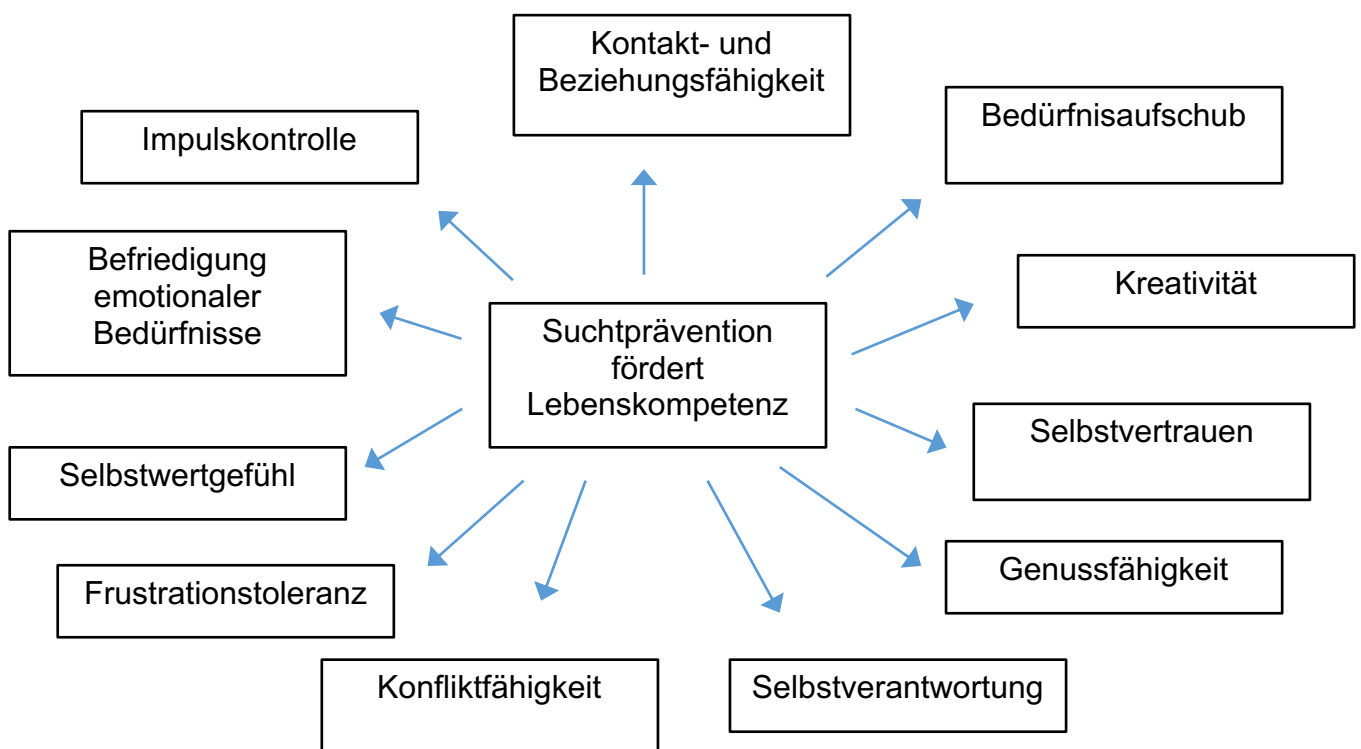 Kontakt- und
Beziehungsfähigkeit
Bedürfnisaufschub
Impulskontrolle
Befriedigung
emotionaler
Bedürfnisse
Kreativität
Suchtprävention
fördert
Lebenskompetenz
Selbstvertrauen
Selbstwertgefühl
Genussfähigkeit
Frustrationstoleranz
Konfliktfähigkeit
Selbstverantwortung